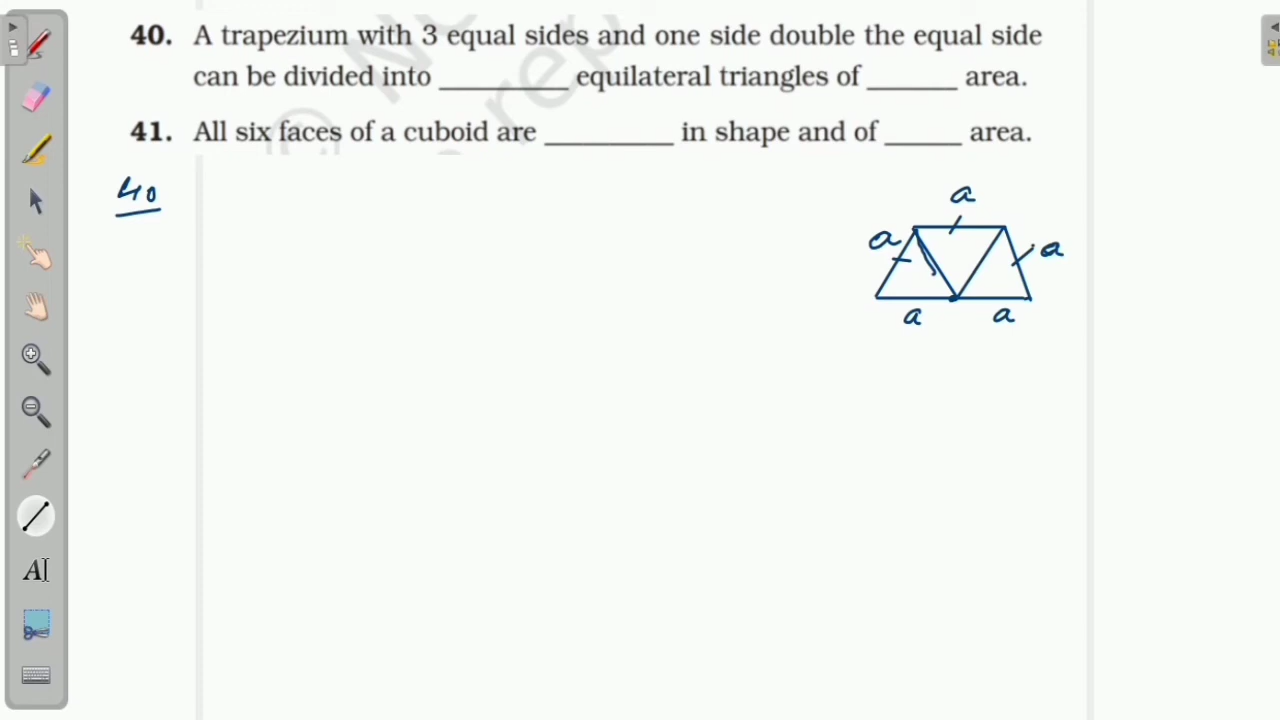 40. A trapezium with 3 equal sides and one side double the equal side
can be divided into _________ equilateral triangles of ______ area.
41. All six faces of a cuboid are _________ in shape and of _____ area.
40
a
a
a
a
a
A